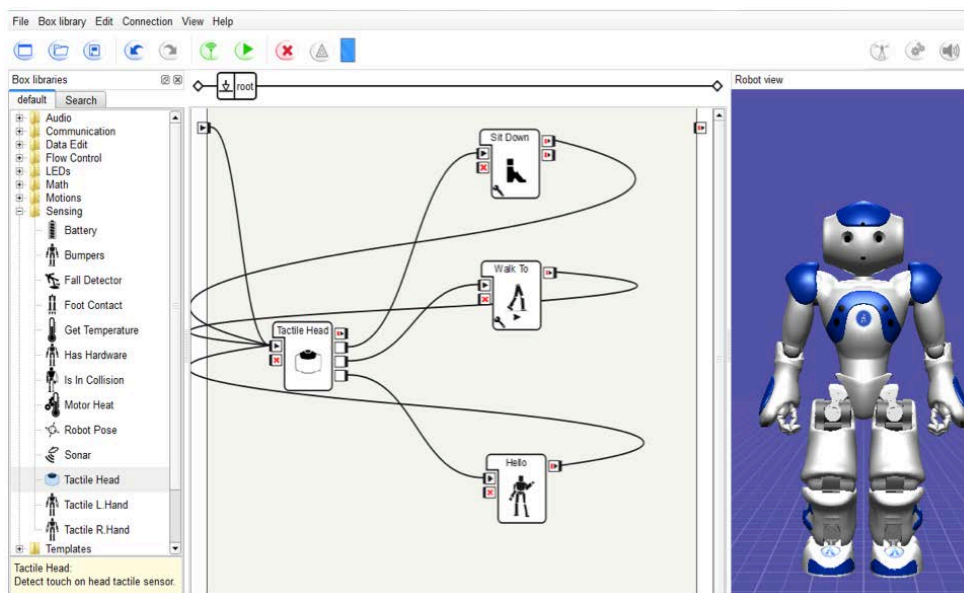 File Box library Edit Connection View Help
Box libraries
default Search
Audio
Communication
Data Edit
Flow Control
LEDs
Math
Motions
Sensing
Battery
Bumpers
Fall Detector
Foot Contact
Get Temperature
Has Hardware
Is In Collision
Motor Heat
Robot Pose
Sonar
Tactile Head
Tactile L.Hand
Tactile R.Hand
Templates
Tactile Head:
Detect touch on head tactile sensor.
root
Sit Down
Walk To
Tactile Head
Hello
Robot view